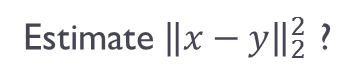 Estimate ‖x − y‖₂² ?